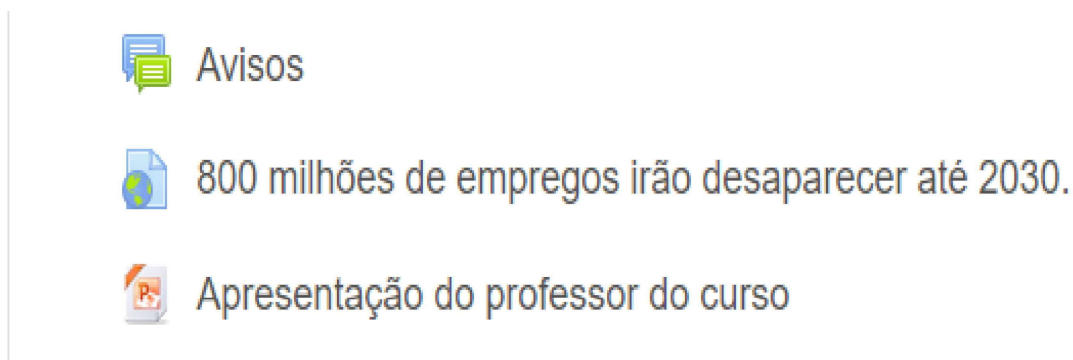 Avisos
800 milhões de empregos irão desaparecer até 2030.
Apresentação do professor do curso